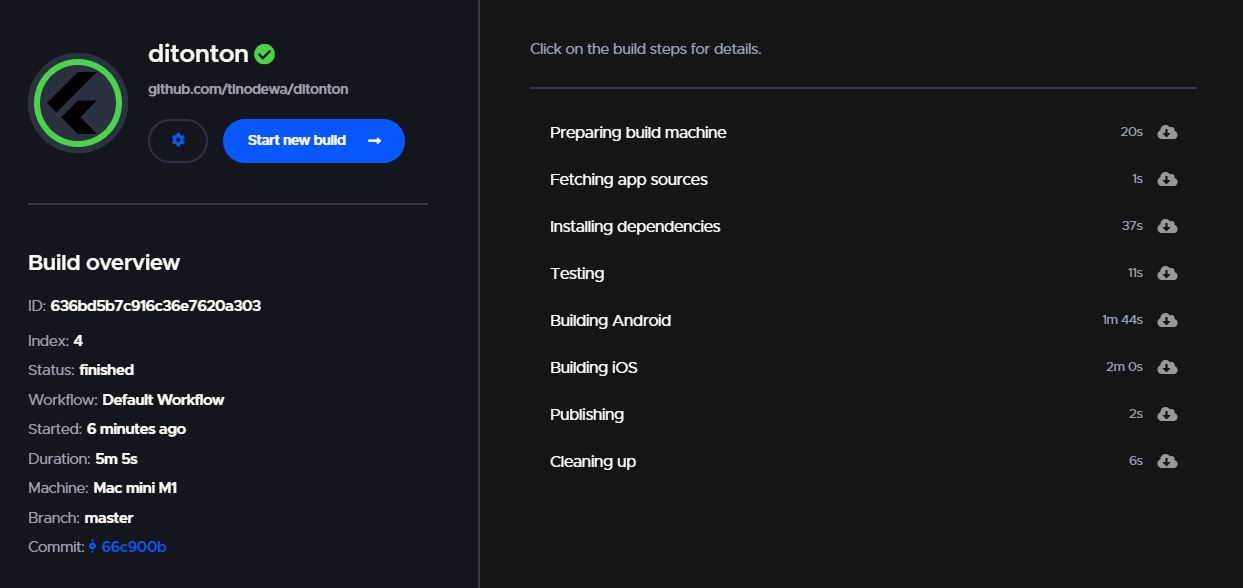 ditonton
github.com/tinodewa/ditonton
Start new build
Build overview
ID: 636bd5b7c916c36e7620a303
Index: 4
Status: finished
Workflow: Default Workflow
Started: 6 minutes ago
Duration: 5m 5s
Machine: Mac mini M1
Branch: master
Commit: 66c900b
Click on the build steps for details.
Preparing build machine 20s
Fetching app sources 1s
Installing dependencies 37s
Testing 11s
Building Android 1m 44s
Building iOS 2m 0s
Publishing 2s
Cleaning up 6s